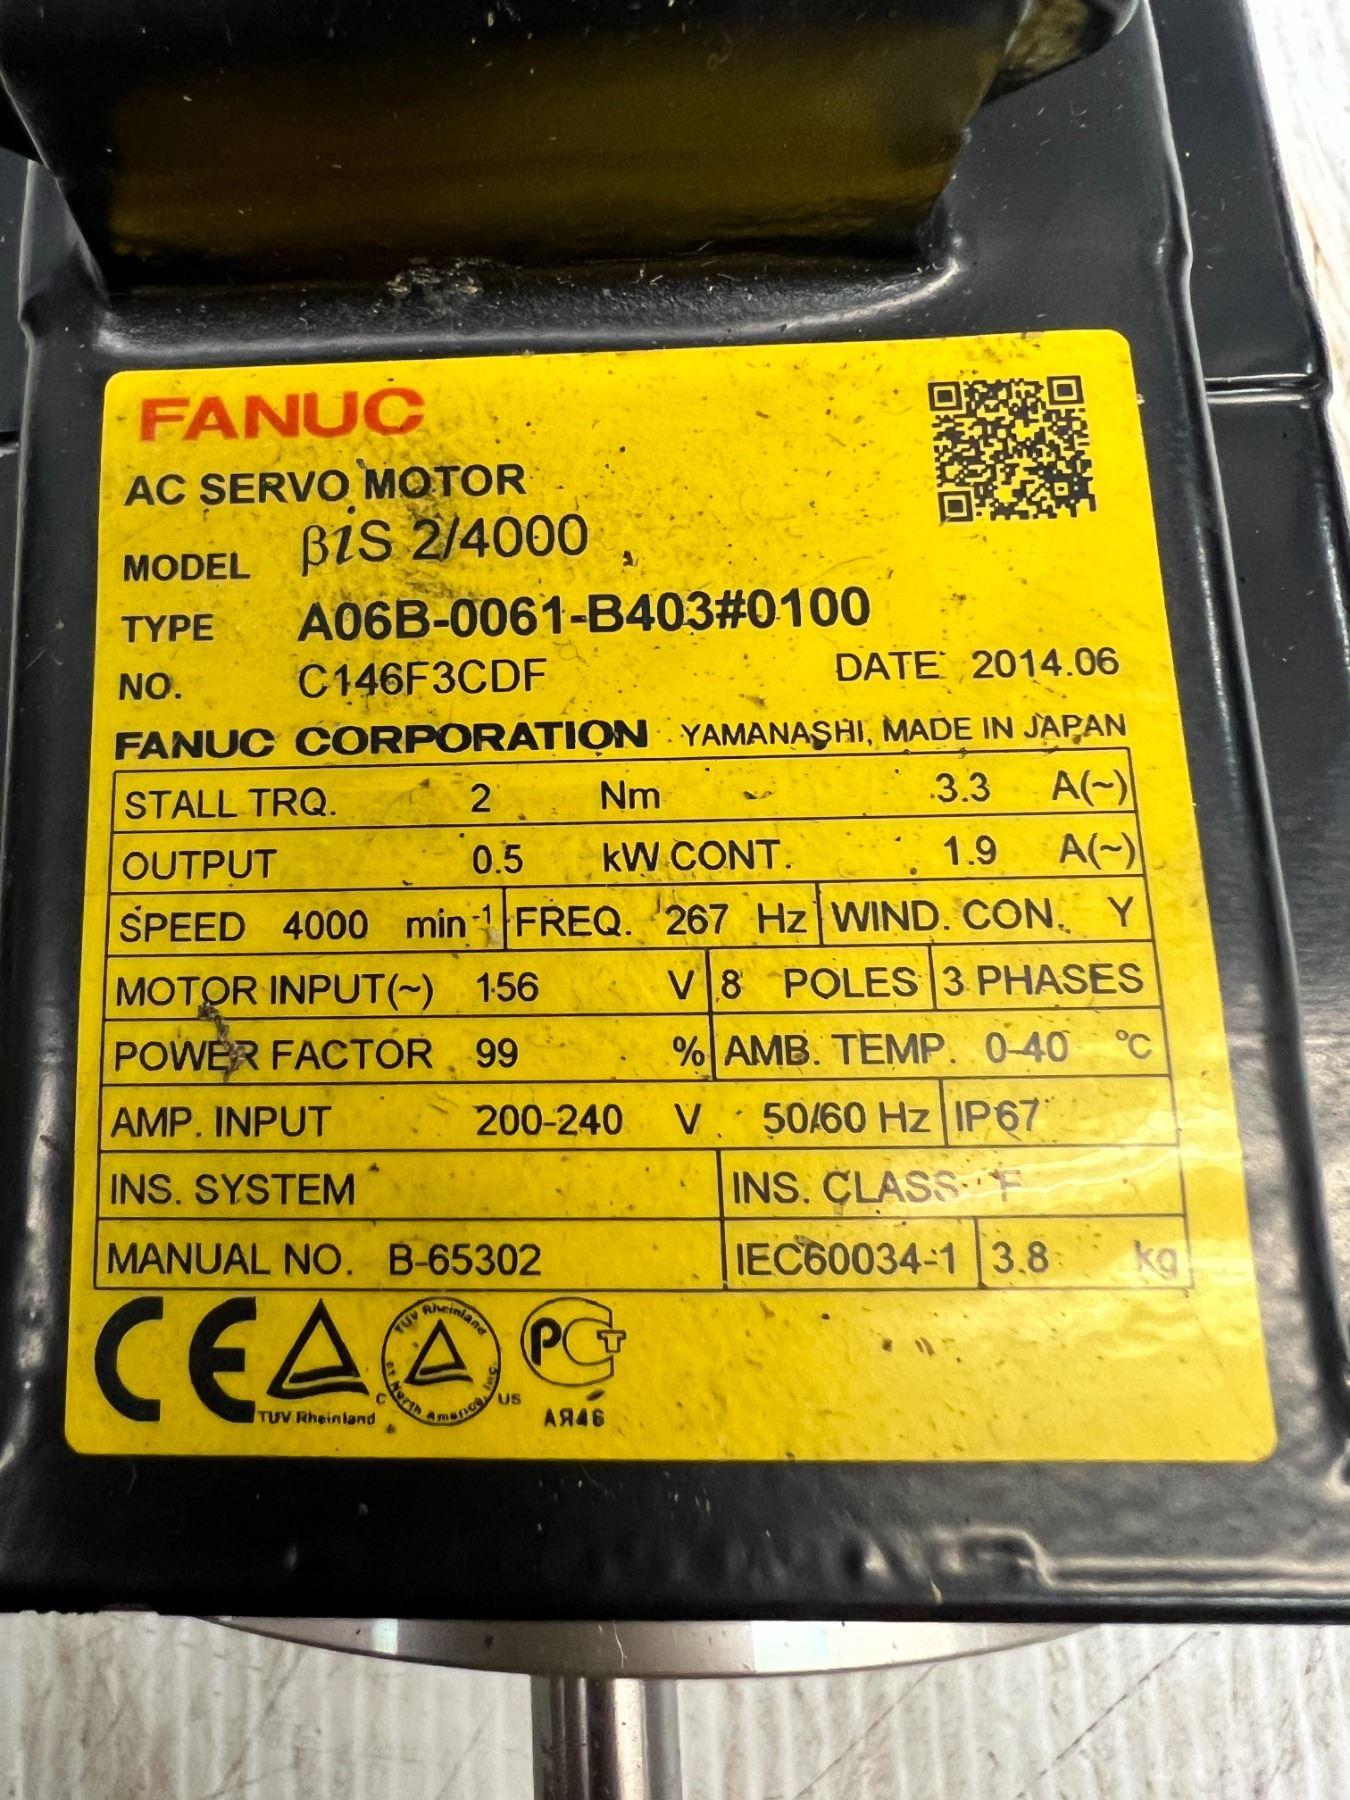 FANUC
AC SERVO MOTOR
MODEL βiS 2/4000
TYPE A06B-0061-B403#0100
NO. C146F3CDF DATE 2014.06
FANUC CORPORATION YAMANASHI, MADE IN JAPAN
STALL TRQ. 2 Nm 3.3 A(~)
OUTPUT 0.5 kW CONT. 1.9 A(~)
SPEED 4000 min⁻¹ FREQ. 267 Hz WIND. CON. Y
MOTOR INPUT(~) 156 V 8 POLES 3 PHASES
POWER FACTOR 99 % AMB. TEMP. 0-40 ℃
AMP. INPUT 200-240 V 50/60 Hz IP67
INS. SYSTEM INS. CLASS F
MANUAL NO. B-65302 IEC60034-1 3.8 kg
CE TÜV Rheinland C TÜV Rheinland of North America, Inc. US PCT
АЯ46